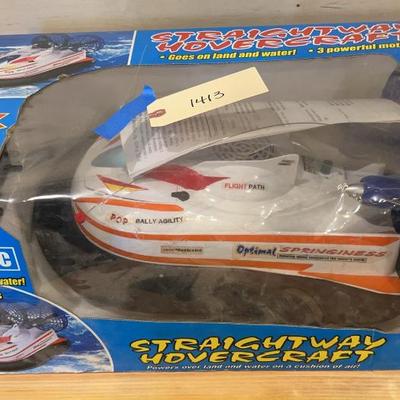 STRAIGHTWAY
HOVERCRAFT
• Goes on land and water! • 3 powerful mot
1413
FLIGHT PATH
P.O.P. RALLY AGILITY
Optimal SPRINGINESS
C
water!
s
STRAIGHTWAY
HOVERCRAFT
Powers over land and water on a cushion of air!